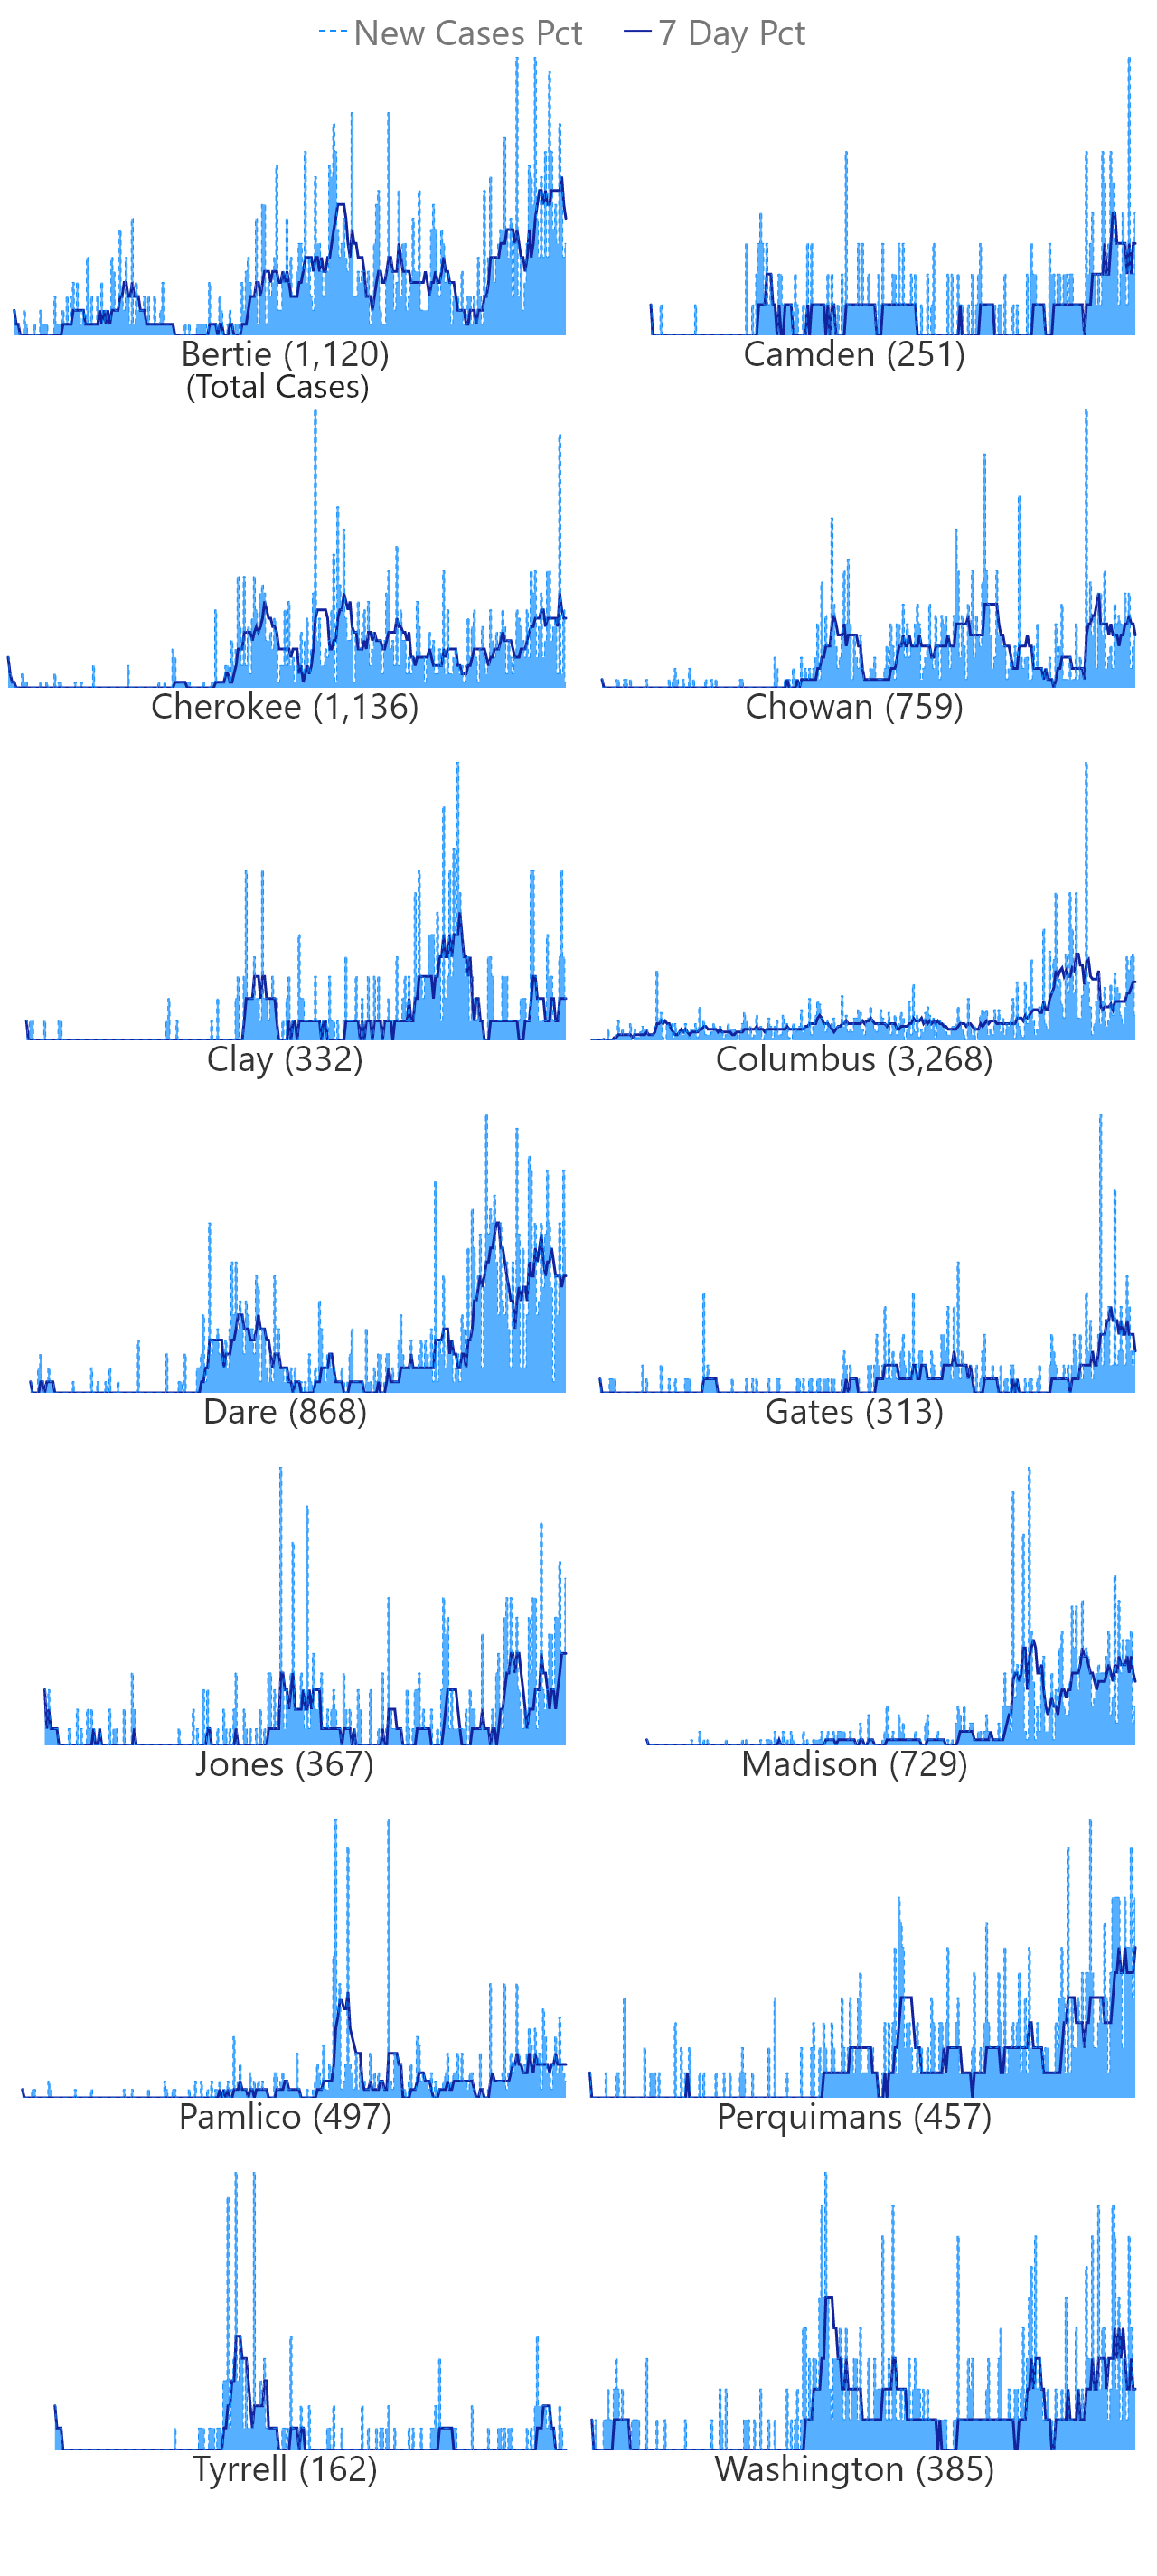 New Cases Pct 7 Day Pct
Bertie (1,120) Camden (251)
(Total Cases)
Cherokee (1,136) Chowan (759)
Clay (332) Columbus (3,268)
Dare (868) Gates (313)
Jones (367) Madison (729)
Pamlico (497) Perquimans (457)
Tyrrell (162) Washington (385)